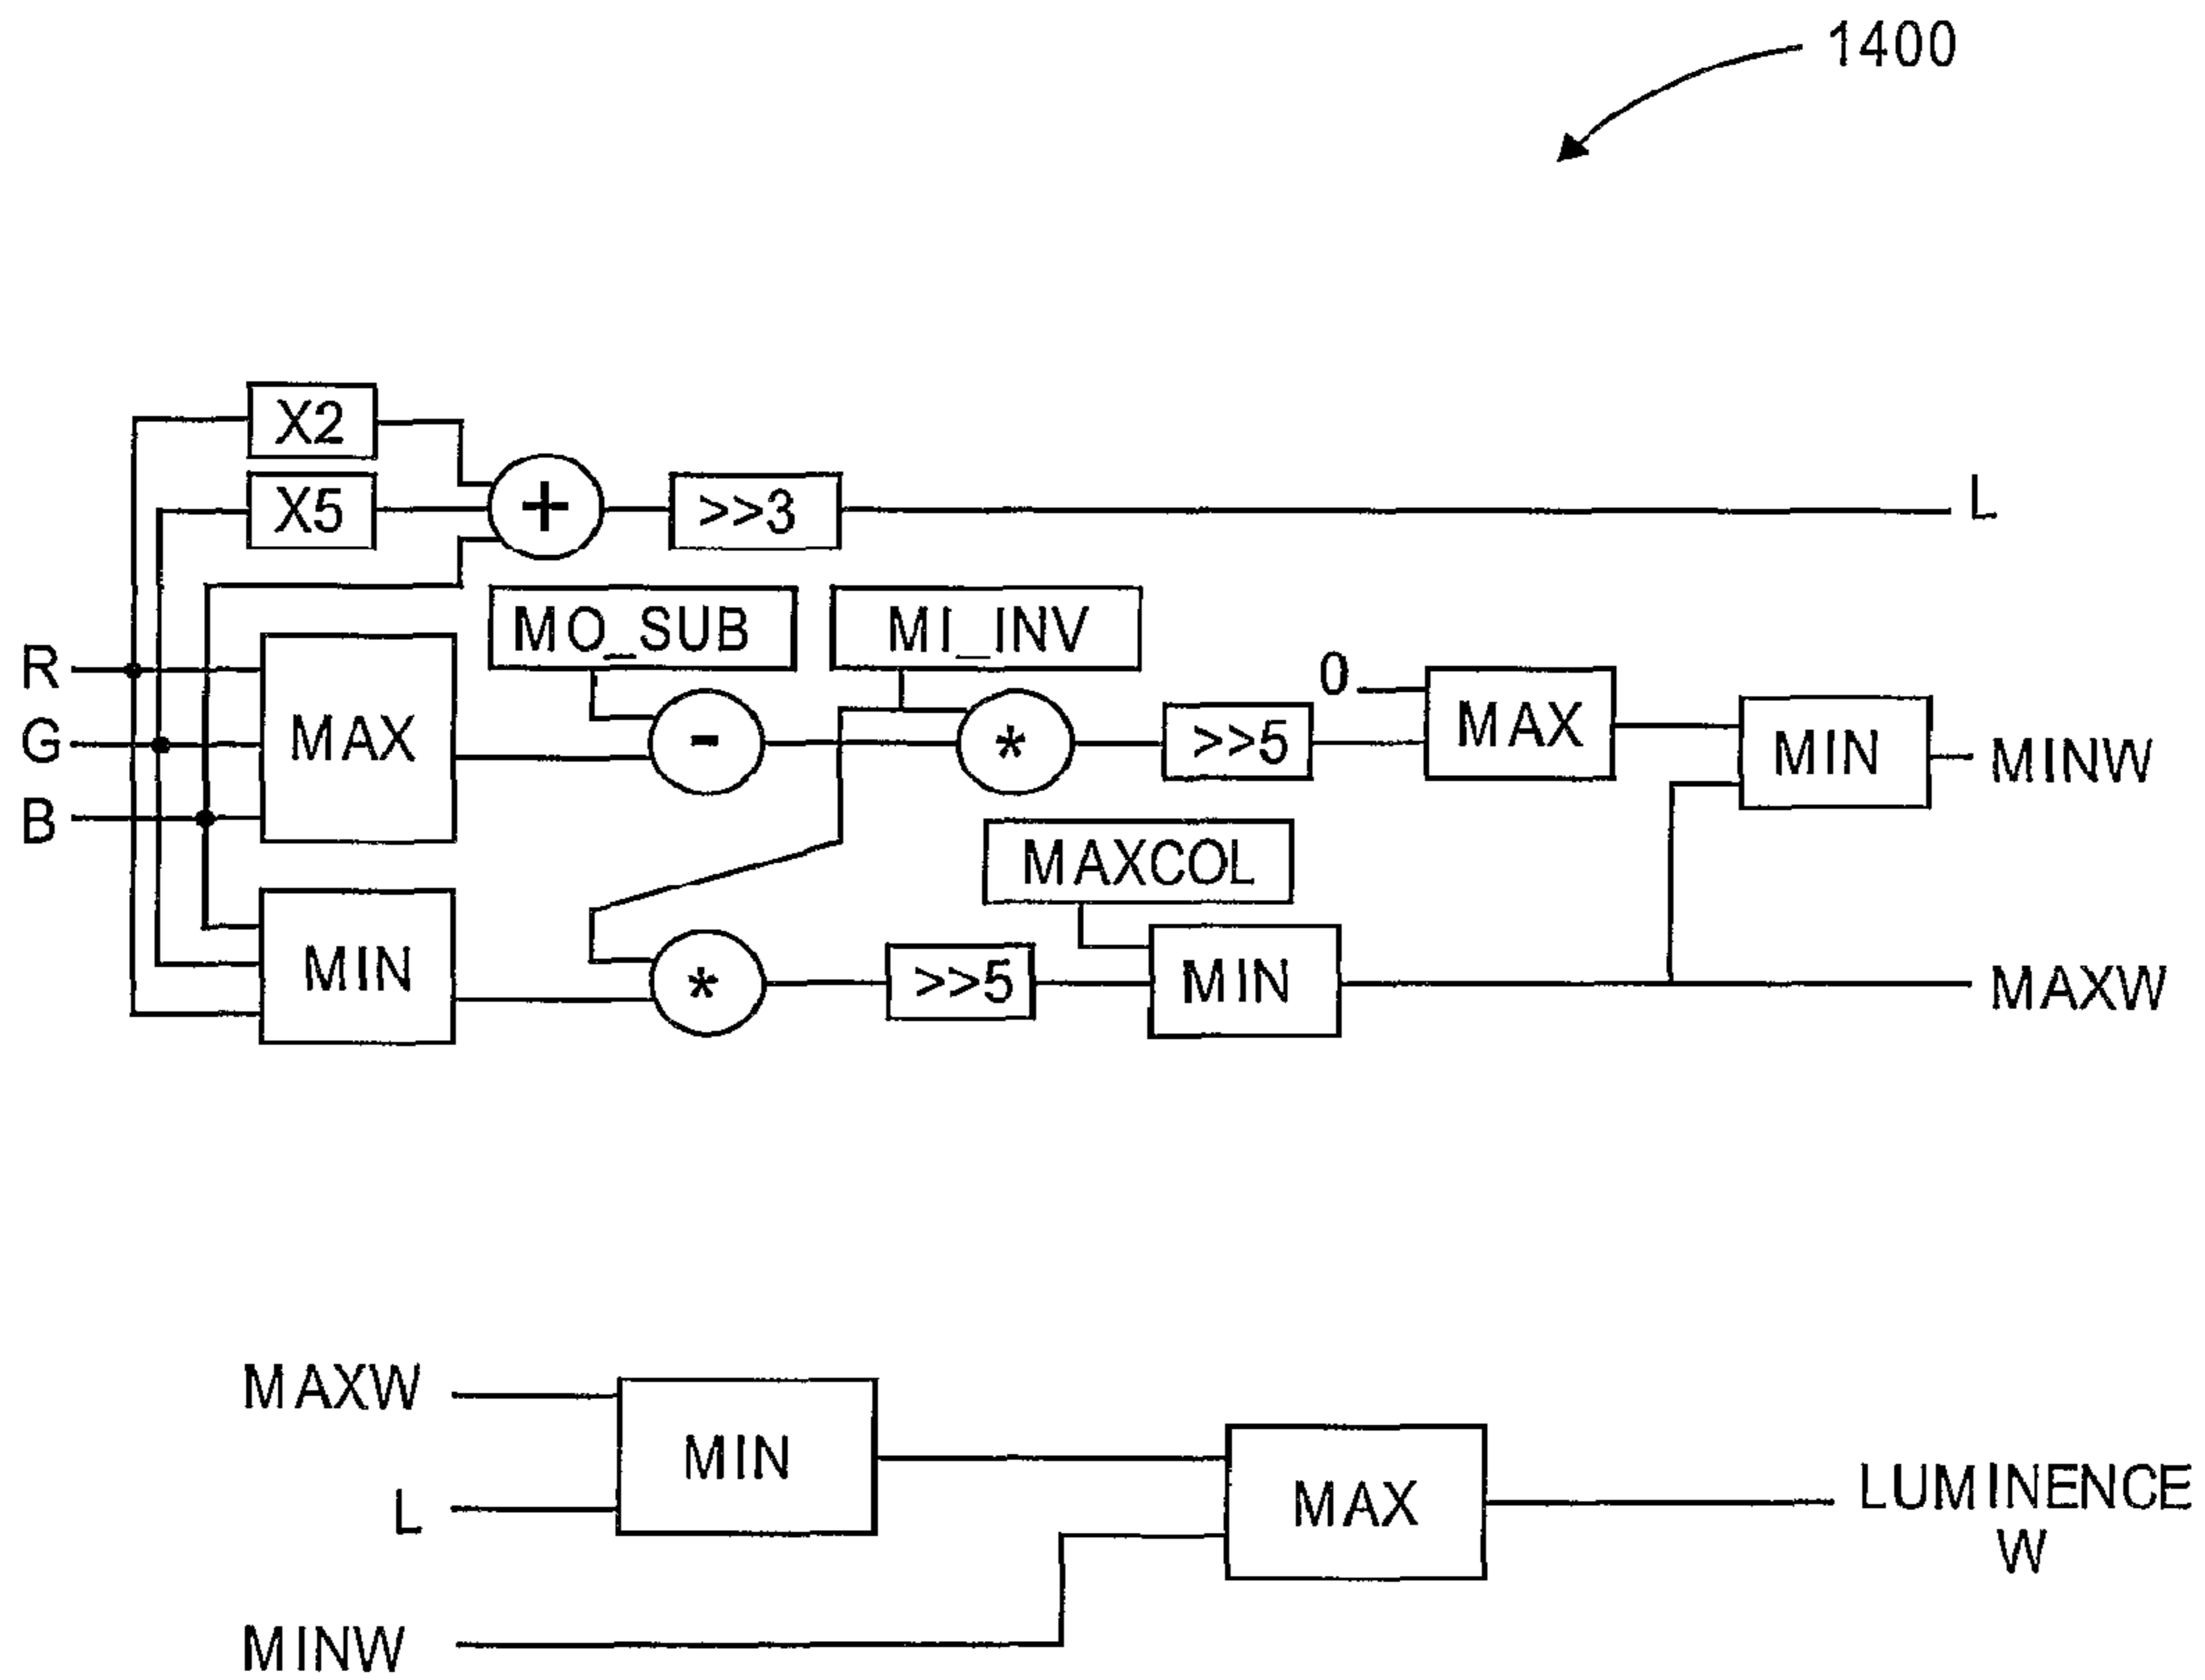 1400
X2
X5
+
>>3
L
MO_SUB
MI_INV
R
G
B
MAX
-
*
>>5
0
MAX
MIN
MINW
MAXCOL
MIN
*
>>5
MIN
MAXW
MAXW
L
MINW
MIN
MAX
LUMINENCE
W